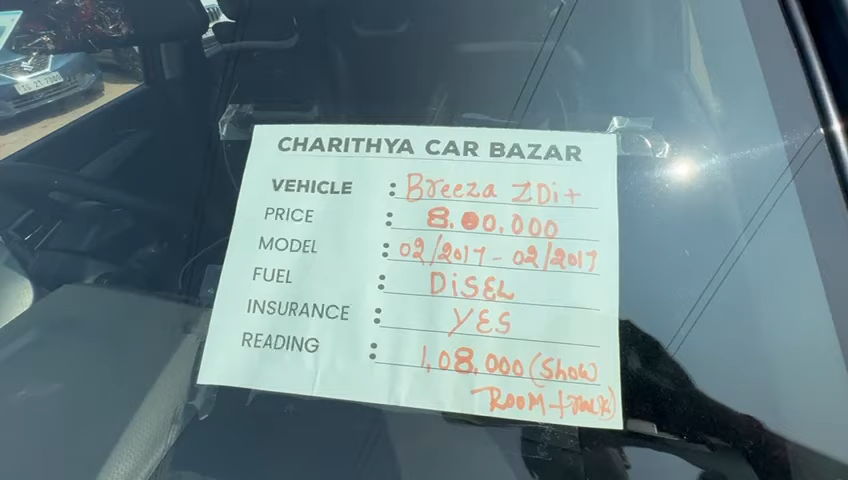 CHARITHYA CAR BAZAR
VEHICLE : Breeza ZDi+
PRICE : 8.00,000
MODEL : 02/2017 - 02/2017
FUEL : DiSEL
INSURANCE : YES
READING : 1,08,000 (Show
ROOM track)